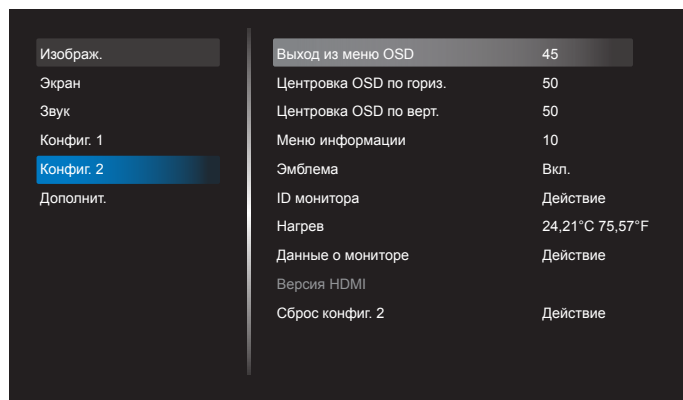 Изображ.
Экран
Звук
Конфиг. 1
Конфиг. 2
Дополнит.
Выход из меню OSD 45
Центровка OSD по гориз. 50
Центровка OSD по верт. 50
Меню информации 10
Эмблема Вкл.
ID монитора Действие
Нагрев 24,21°C 75,57°F
Данные о мониторе Действие
Версия HDMI
Сброс конфиг. 2 Действие